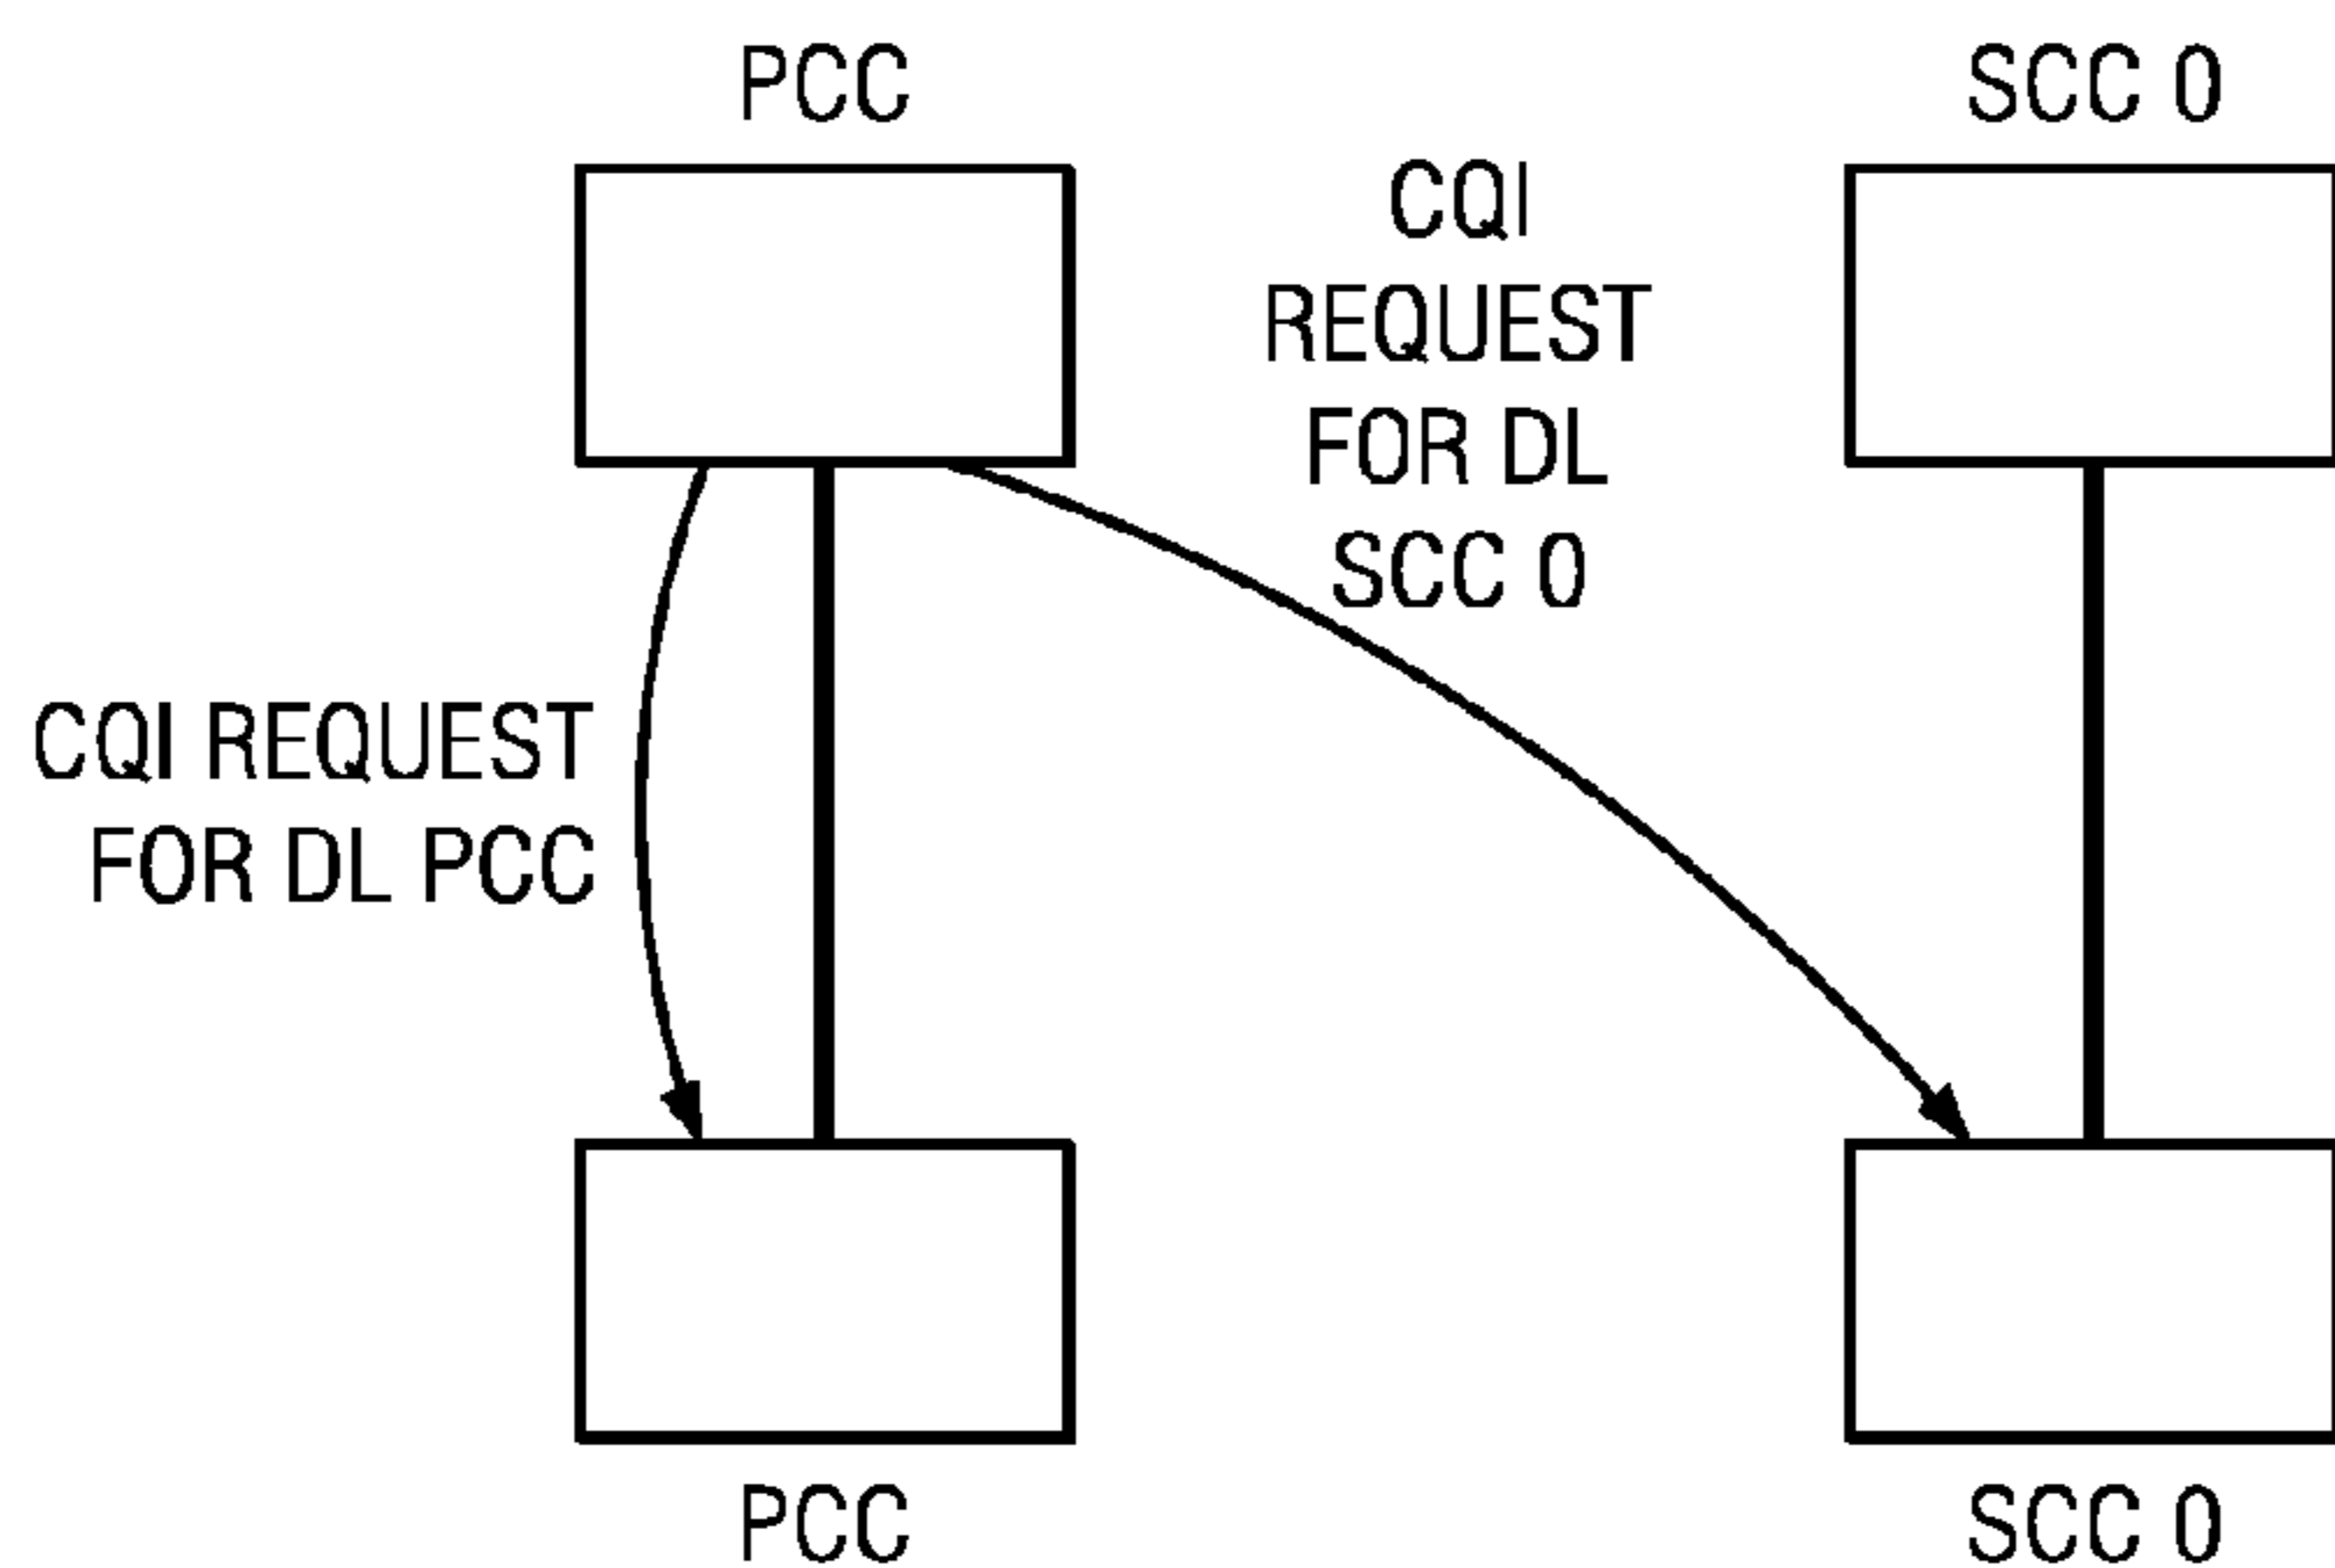 PCC
SCC 0
CQI
REQUEST
FOR DL
SCC 0
CQI REQUEST
FOR DL PCC
PCC
SCC 0